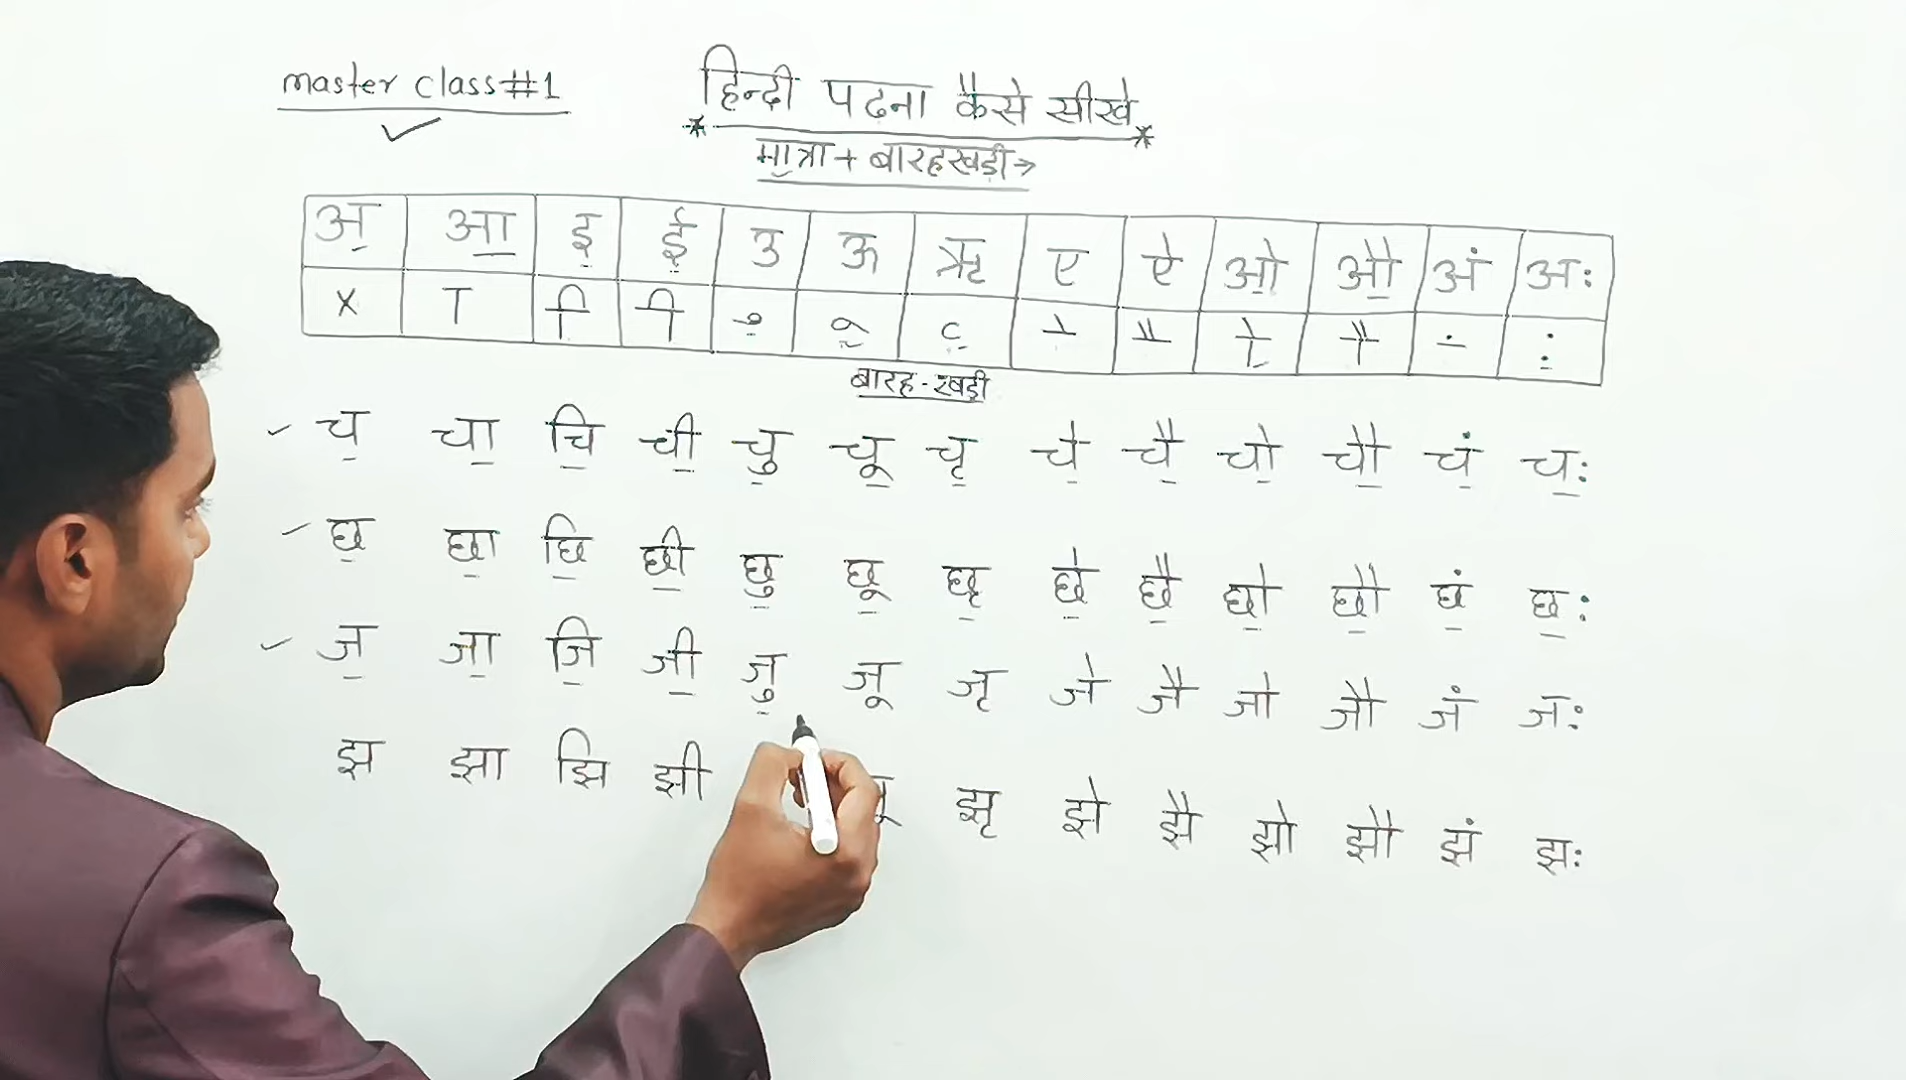 master class#1
हिन्दी पढना कैसे सीखे
मात्रा + बारहखड़ी→
अ आ इ ई उ ऊ ऋ ए ऐ ओ औ अं अः
x ा ि ी ु ू ृ े ै ो ौ ं ः
बारह-खड़ी
च चा चि ची चु चू चृ चे चै चो चौ चं चः
छ छा छि छी छु छू छृ छे छै छो छौ छं छः
ज जा जि जी जु जू जृ जे जै जो जौ जं जः
झ झा झि झी झृ झे झै झो झौ झं झः